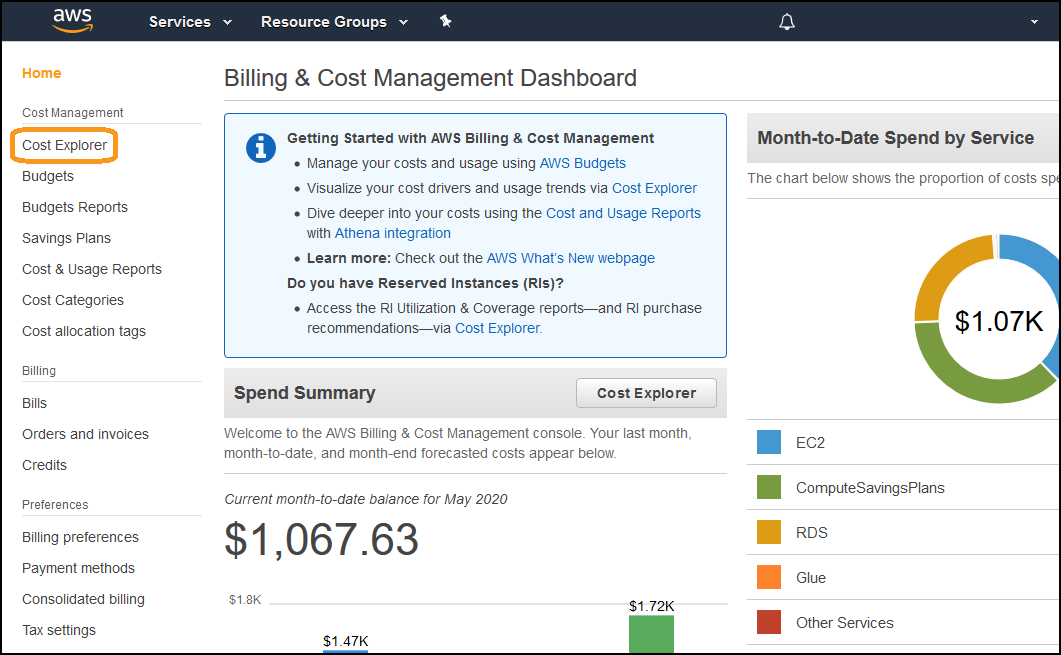 aws
Services
Resource Groups
Home
Cost Management
Cost Explorer
Budgets
Budgets Reports
Savings Plans
Cost & Usage Reports
Cost Categories
Cost allocation tags
Billing
Bills
Orders and invoices
Credits
Preferences
Billing preferences
Payment methods
Consolidated billing
Tax settings
Billing & Cost Management Dashboard
Getting Started with AWS Billing & Cost Management
• Manage your costs and usage using AWS Budgets
• Visualize your cost drivers and usage trends via Cost Explorer
• Dive deeper into your costs using the Cost and Usage Reports
with Athena integration
• Learn more: Check out the AWS What's New webpage
Do you have Reserved Instances (RIs)?
• Access the RI Utilization & Coverage reports—and RI purchase
recommendations—via Cost Explorer.
Spend Summary
Cost Explorer
Welcome to the AWS Billing & Cost Management console. Your last month,
month-to-date, and month-end forecasted costs appear below.
Current month-to-date balance for May 2020
$1,067.63
$1.8K
$1.72K
$1.47K
Month-to-Date Spend by Service
The chart below shows the proportion of costs spe
$1.07K
EC2
ComputeSavingsPlans
RDS
Glue
Other Services